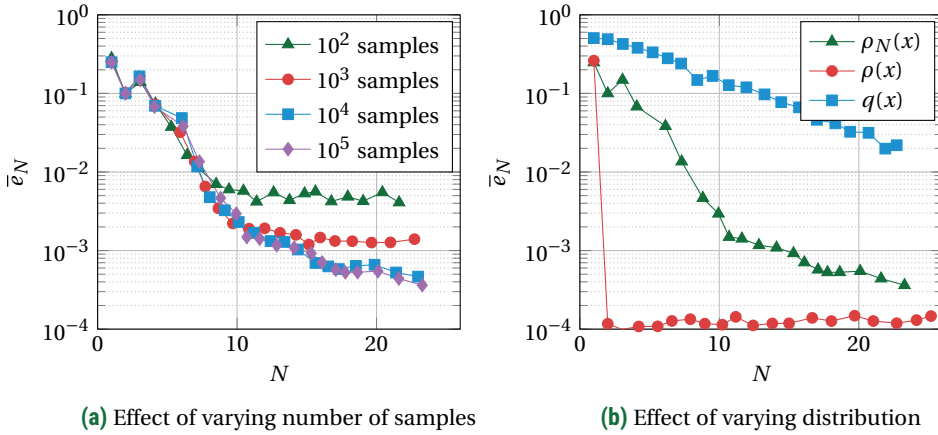 10^0
10^−1
10^−2
10^−3
10^−4
e̅_N
0
10
20
N
10^2 samples
10^3 samples
10^4 samples
10^5 samples
(a) Effect of varying number of samples
10^0
10^−1
10^−2
10^−3
10^−4
e̅_N
0
10
20
N
ρ_N(x)
ρ(x)
q(x)
(b) Effect of varying distribution